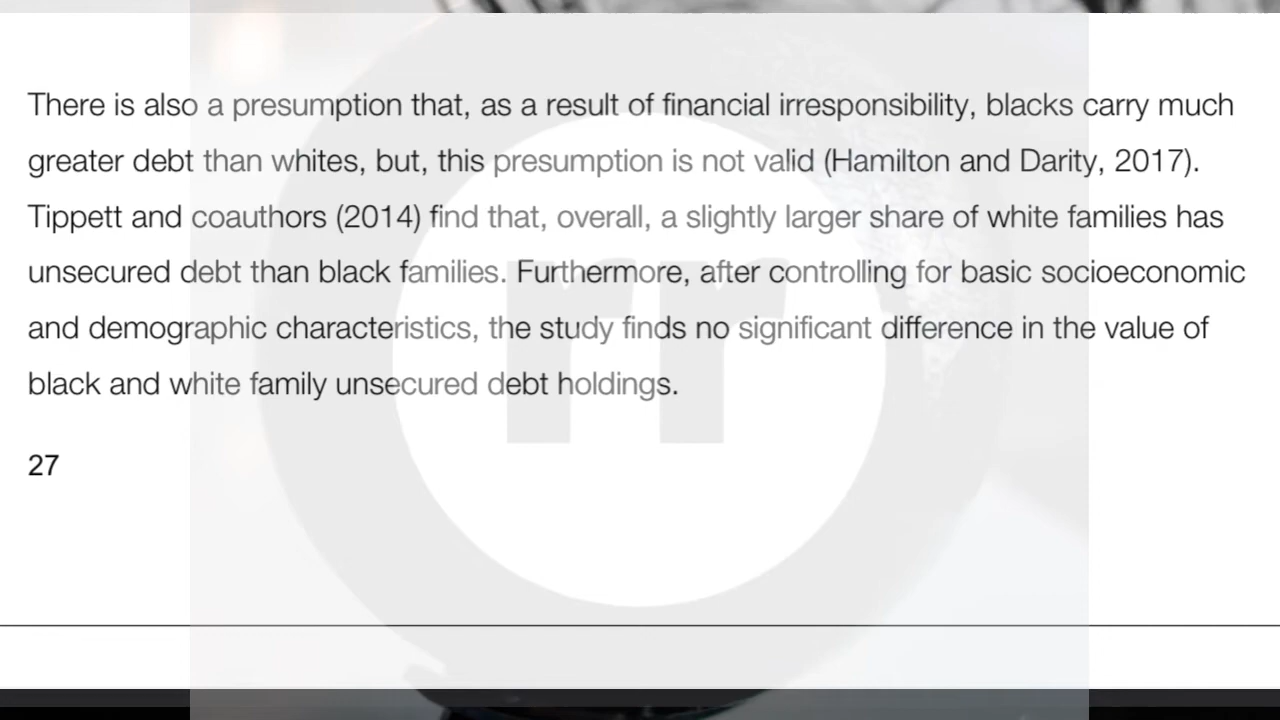 There is also a presumption that, as a result of financial irresponsibility, blacks carry much
greater debt than whites, but, this presumption is not valid (Hamilton and Darity, 2017).
Tippett and coauthors (2014) find that, overall, a slightly larger share of white families has
unsecured debt than black families. Furthermore, after controlling for basic socioeconomic
and demographic characteristics, the study finds no significant difference in the value of
black and white family unsecured debt holdings.
27
rr